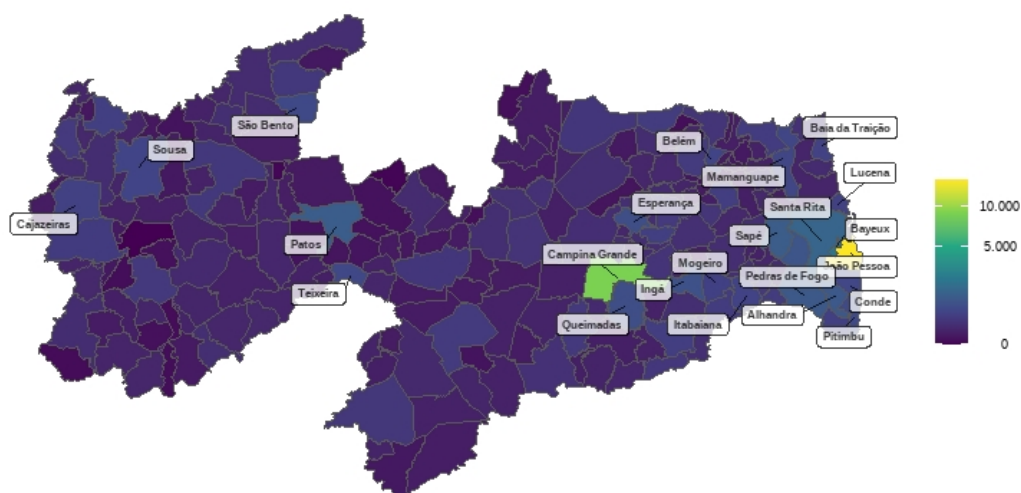 Baía da Traição
São Bento
Belém
Sousa
Lucena
Mamanguape
Esperança
Santa Rita
Cajazeiras
Bayeux
Sapé
Patos
Campina Grande
Mogeiro
João Pessoa
Pedras de Fogo
Teixeira
Ingá
Conde
Alhandra
Queimadas
Itabaiana
Pitimbu
10.000
5.000
0